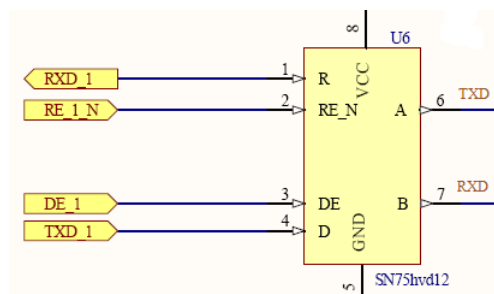 8
U6
RXD_1
1
R
VCC
RE_1_N
2
RE_N
A
6
TXD
DE_1
3
DE
B
7
RXD
TXD_1
4
D
GND
5
SN75hvd12